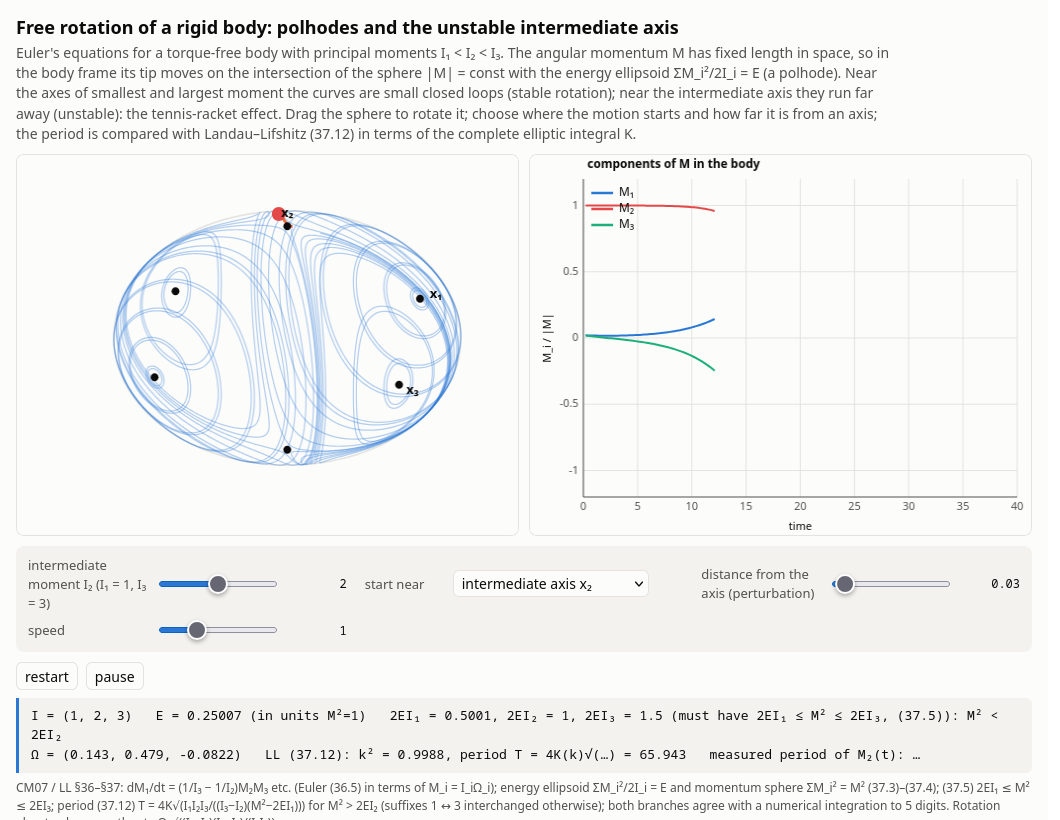 Free rotation of a rigid body: polhodes and the unstable intermediate axis
Euler's equations for a torque-free body with principal moments I₁ < I₂ < I₃. The angular momentum M has fixed length in space, so in
the body frame its tip moves on the intersection of the sphere |M| = const with the energy ellipsoid ΣM_i²/2I_i = E (a polhode). Near
the axes of smallest and largest moment the curves are small closed loops (stable rotation); near the intermediate axis they run far
away (unstable): the tennis-racket effect. Drag the sphere to rotate it; choose where the motion starts and how far it is from an axis;
the period is compared with Landau–Lifshitz (37.12) in terms of the complete elliptic integral K.
x₂
x₁
x₃
components of M in the body
M₁
M₂
M₃
1
0.5
0
-0.5
-1
M_i / |M|
0 5 10 15 20 25 30 35 40
time
intermediate
moment I₂ (I₁ = 1, I₃
= 3)
2
start near
intermediate axis x₂
distance from the
axis (perturbation)
0.03
speed
1
restart
pause
I = (1, 2, 3) E = 0.25007 (in units M²=1) 2EI₁ = 0.5001, 2EI₂ = 1, 2EI₃ = 1.5 (must have 2EI₁ ≤ M² ≤ 2EI₃, (37.5)): M² <
2EI₂
Ω = (0.143, 0.479, -0.0822) LL (37.12): k² = 0.9988, period T = 4K(k)√(…) = 65.943 measured period of M₂(t): …
CM07 / LL §36–§37: dM₁/dt = (1/I₃ − 1/I₂)M₂M₃ etc. (Euler (36.5) in terms of M_i = I_iΩ_i); energy ellipsoid ΣM_i²/2I_i = E and momentum sphere ΣM_i² = M² (37.3)–(37.4); (37.5) 2EI₁ ≤ M²
≤ 2EI₃; period (37.12) T = 4K√(I₁I₂I₃/((I₃−I₂)(M²−2EI₁))) for M² > 2EI₂ (suffixes 1 ↔ 3 interchanged otherwise); both branches agree with a numerical integration to 5 digits. Rotation